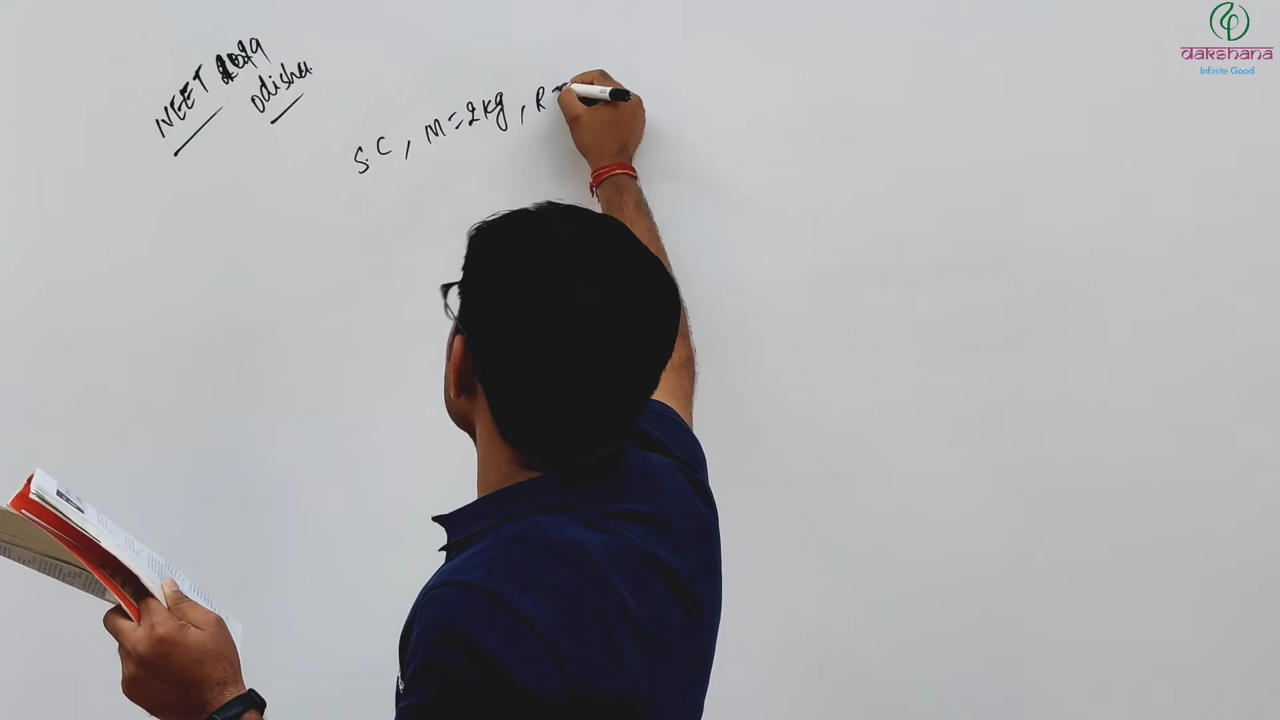 NEET 2019
Odisha
S.C, M=2kg, R=
dakshana
Infinite Good